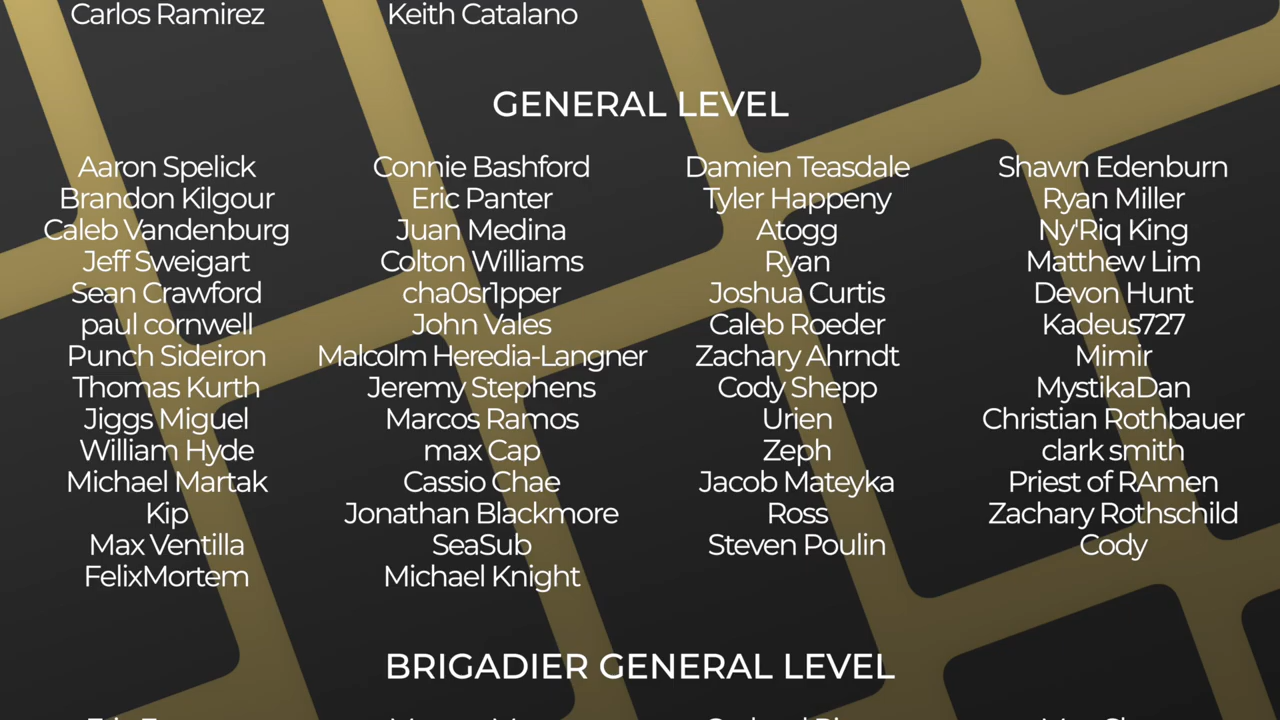 Carlos Ramirez Keith Catalano
GENERAL LEVEL
Aaron Spelick Connie Bashford Damien Teasdale Shawn Edenburn
Brandon Kilgour Eric Panter Tyler Happeny Ryan Miller
Caleb Vandenburg Juan Medina Atogg Ny'Riq King
Jeff Sweigart Colton Williams Ryan Matthew Lim
Sean Crawford cha0sr1pper Joshua Curtis Devon Hunt
paul cornwell John Vales Caleb Roeder Kadeus727
Punch Sideiron Malcolm Heredia-Langner Zachary Ahrndt Mimir
Thomas Kurth Jeremy Stephens Cody Shepp MystikaDan
Jiggs Miguel Marcos Ramos Urien Christian Rothbauer
William Hyde max Cap Zeph clark smith
Michael Martak Cassio Chae Jacob Mateyka Priest of RAmen
Kip Jonathan Blackmore Ross Zachary Rothschild
Max Ventilla SeaSub Steven Poulin Cody
FelixMortem Michael Knight
BRIGADIER GENERAL LEVEL